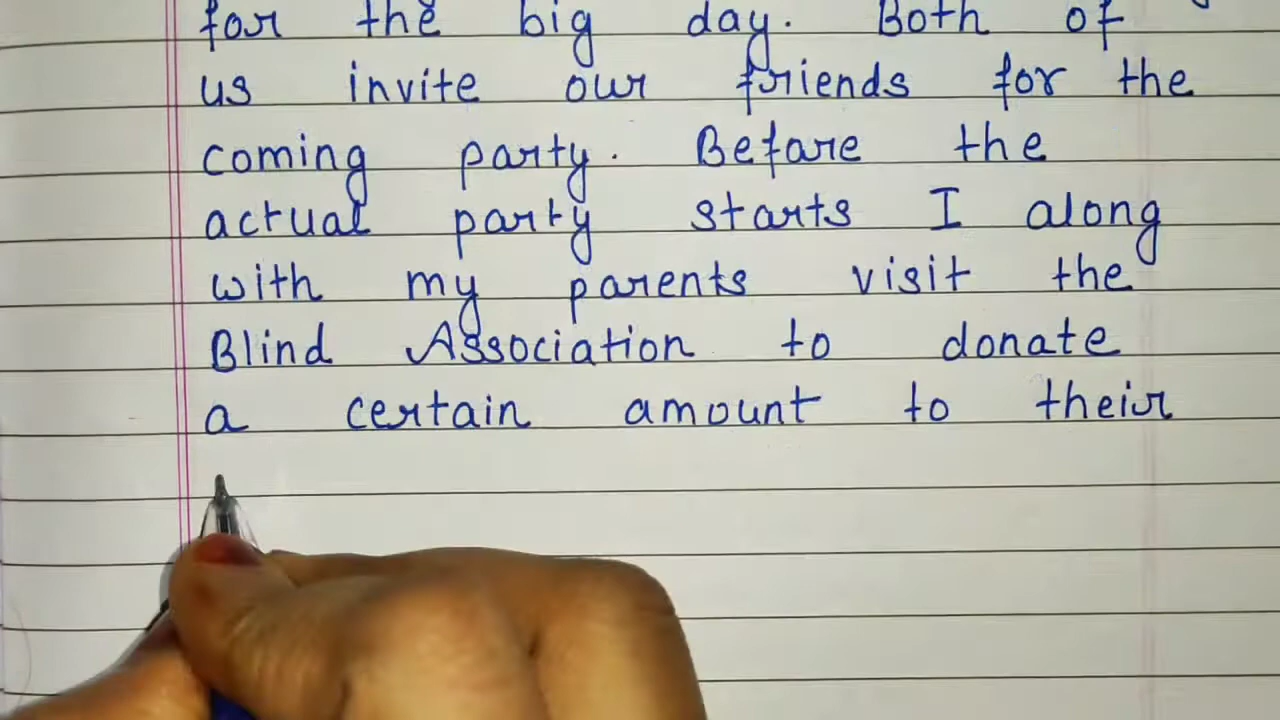 for the big day. Both of
us invite our friends for the
coming party. Before the
actual party starts I along
with my parents visit the
Blind Association to donate
a certain amount to their